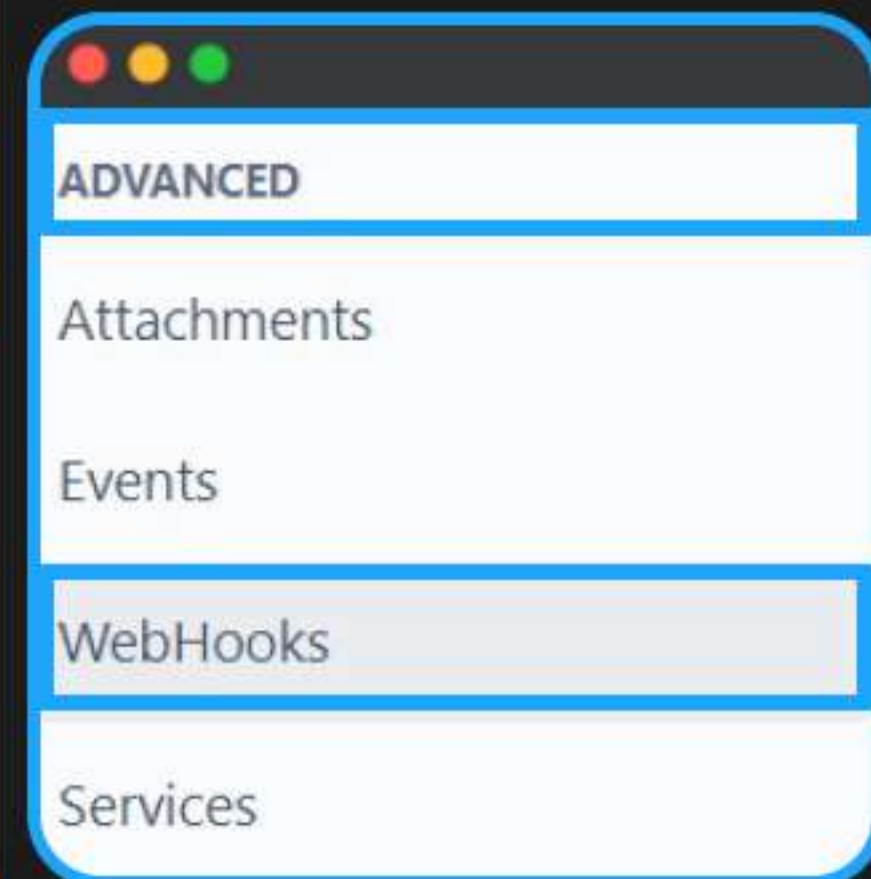 ADVANCED
Attachments
Events
WebHooks
Services